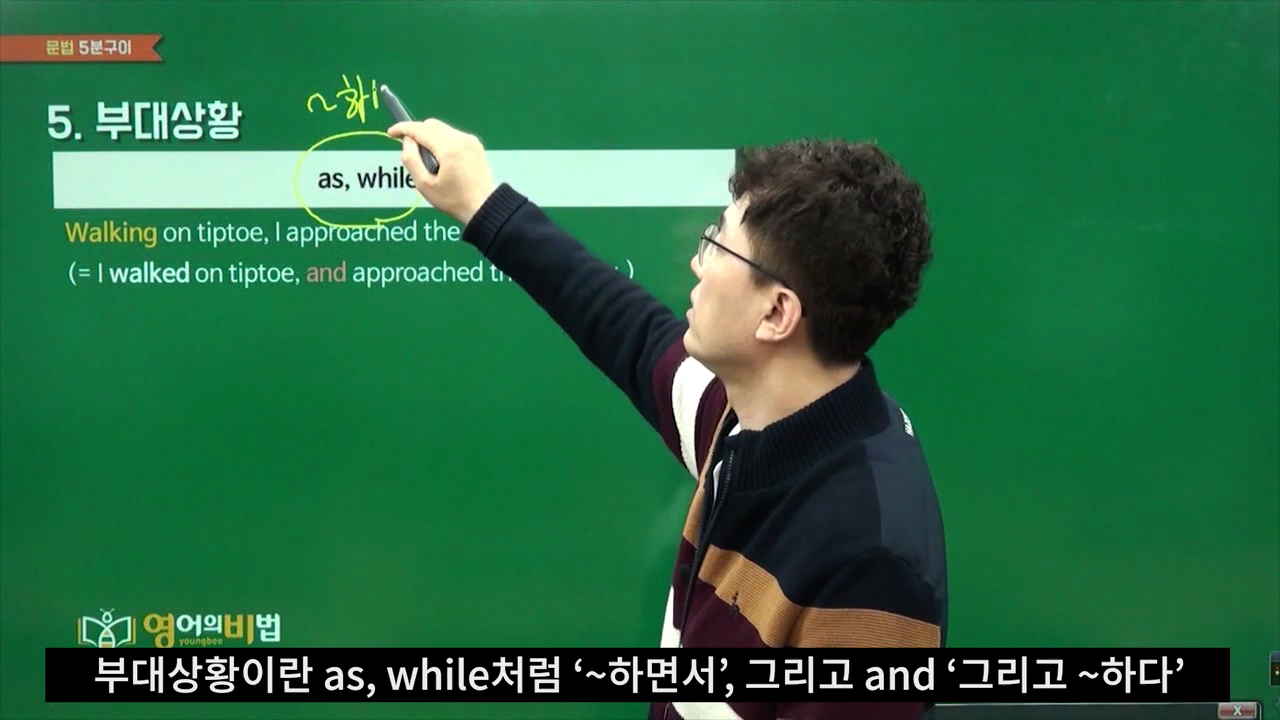 문법 5분구이
~하
5. 부대상황
as, while
Walking on tiptoe, I approached the
(= I walked on tiptoe, and approached )
영어의비법
youngbee
부대상황이란 as, while처럼 ‘~하면서’, 그리고 and ‘그리고 ~하다’
X